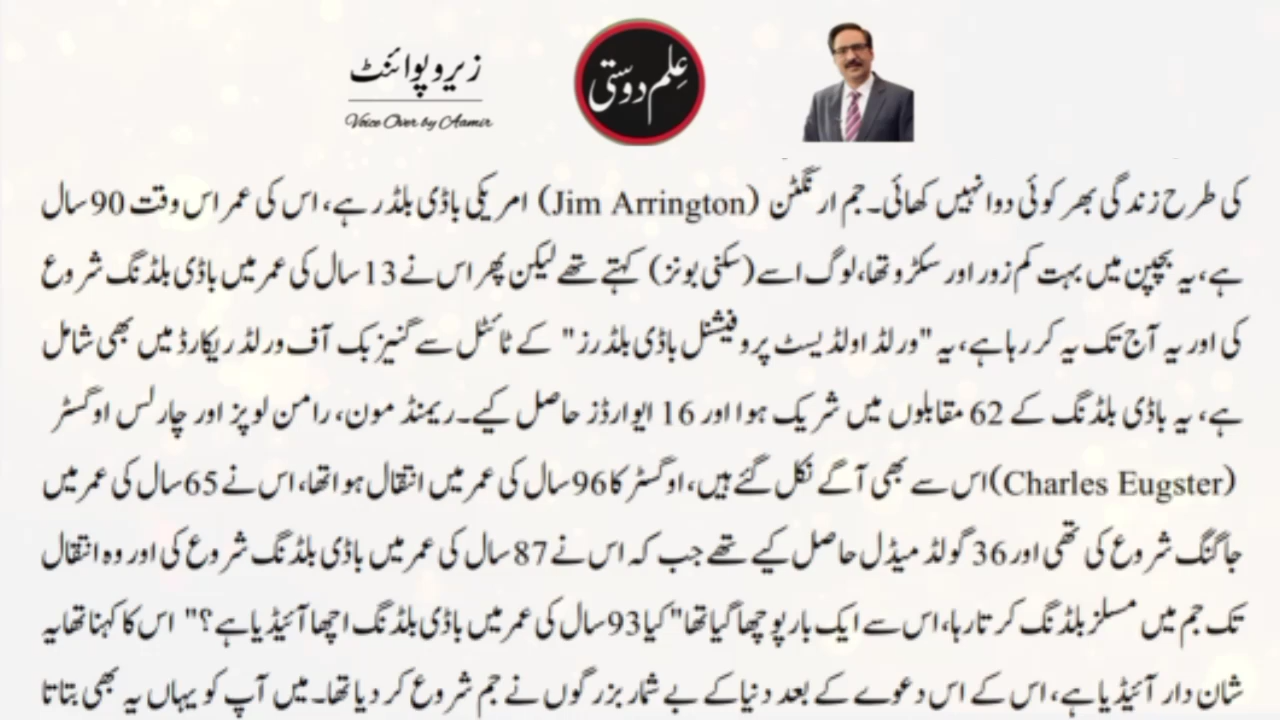 زیرو پوائنٹ
Voice Over by Aamir
علم دوستی
کی طرح زندگی بھر کوئی دوا نہیں کھائی۔ جم ارنگٹن (Jim Arrington) امریکی باڈی بلڈر ہے، اس کی عمر اس وقت 90 سال
ہے، یہ بچپن میں بہت کم زور اور سکڑو تھا، لوگ اسے (سکنی بونز) کہتے تھے لیکن پھر اس نے 13 سال کی عمر میں باڈی بلڈنگ شروع
کی اور یہ آج تک یہ کر رہا ہے، یہ "ورلڈ اولڈیسٹ پروفیشنل باڈی بلڈرز" کے ٹائٹل سے گنیز بک آف ورلڈ ریکارڈ میں بھی شامل
ہے، یہ باڈی بلڈنگ کے 62 مقابلوں میں شریک ہوا اور 16 ایوارڈز حاصل کیے۔ ریمنڈ مون، رامن لوپز اور چارلس اوگسٹر
(Charles Eugster) اس سے بھی آگے نکل گئے ہیں، اوگسٹر کا 96 سال کی عمر میں انتقال ہوا تھا، اس نے 65 سال کی عمر میں
جاگنگ شروع کی تھی اور 36 گولڈ میڈل حاصل کیے تھے جب کہ اس نے 87 سال کی عمر میں باڈی بلڈنگ شروع کی اور وہ انتقال
تک جم میں مسلز بلڈنگ کرتا رہا، اس سے ایک بار پوچھا گیا تھا "کیا 93 سال کی عمر میں باڈی بلڈنگ اچھا آئیڈیا ہے؟" اس کا کہنا تھا یہ
شان دار آئیڈیا ہے، اس کے اس دعوے کے بعد دنیا کے بے شمار بزرگوں نے جم شروع کر دیا تھا۔ میں آپ کو یہاں یہ بھی بتاتا